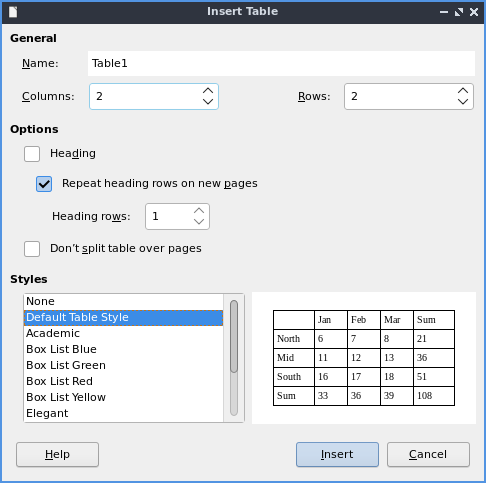 Insert Table
General
Name: Table1
Columns: 2 Rows: 2
Options
Heading
Repeat heading rows on new pages
Heading rows: 1
Don't split table over pages
Styles
None
Default Table Style
Academic
Box List Blue
Box List Green
Box List Red
Box List Yellow
Elegant
Jan Feb Mar Sum
North 6 7 8 21
Mid 11 12 13 36
South 16 17 18 51
Sum 33 36 39 108
Help Insert Cancel